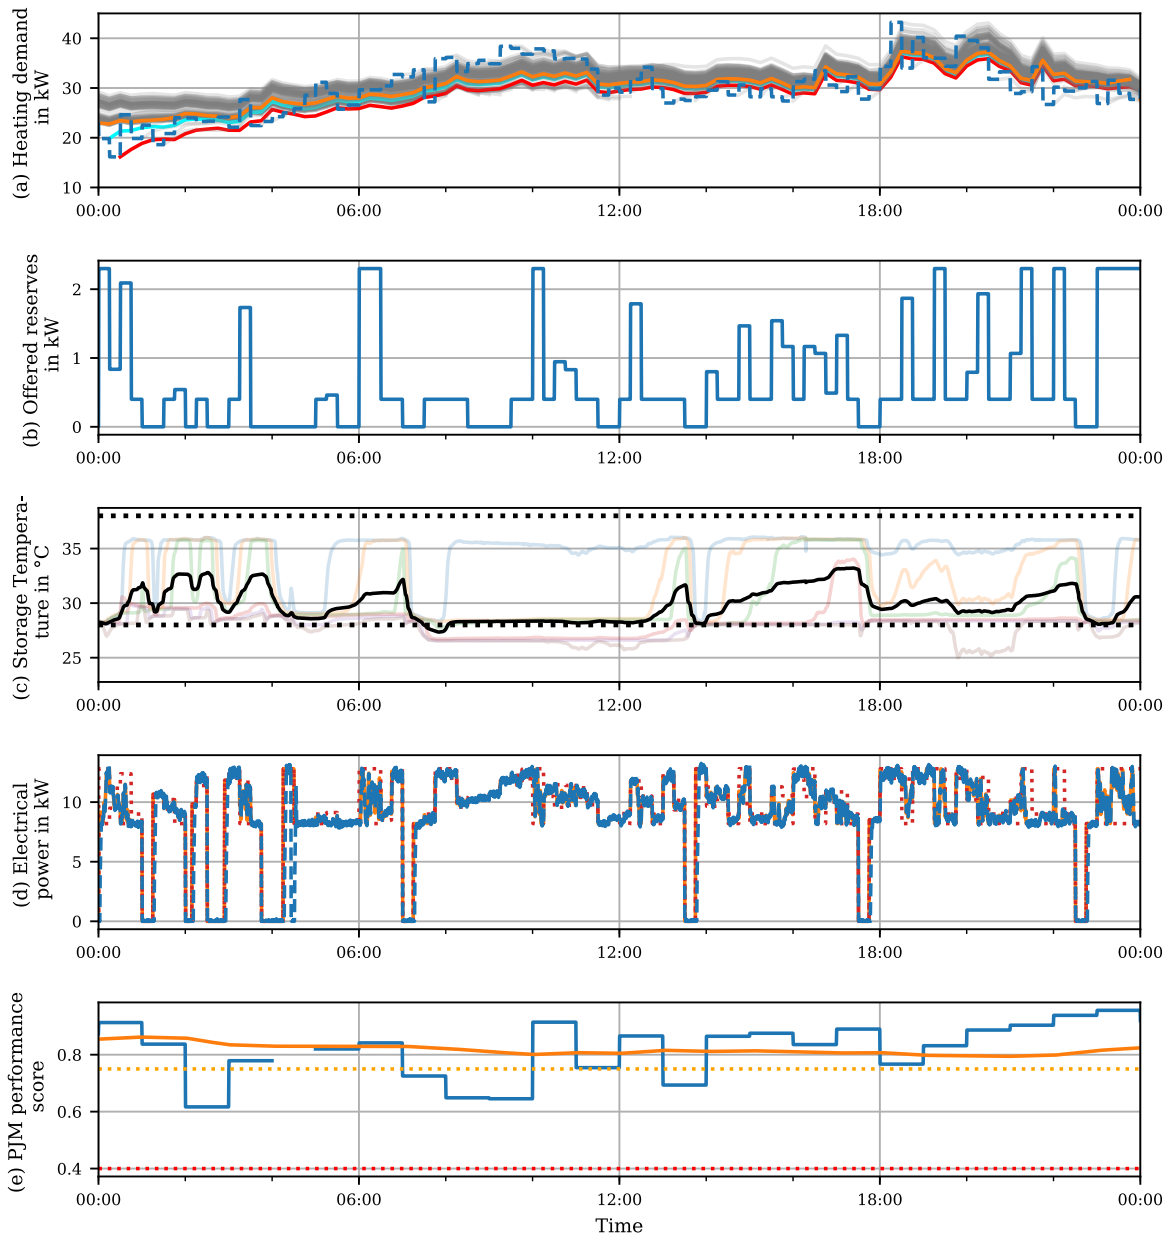 (a) Heating demand
in kW
40
30
20
10
00:00 06:00 12:00 18:00 00:00
(b) Offered reserves
in kW
2
1
0
00:00 06:00 12:00 18:00 00:00
(c) Storage Tempera-
ture in °C
35
30
25
00:00 06:00 12:00 18:00 00:00
(d) Electrical
power in kW
10
5
0
00:00 06:00 12:00 18:00 00:00
(e) PJM performance
score
0.8
0.6
0.4
00:00 06:00 12:00 18:00 00:00
Time